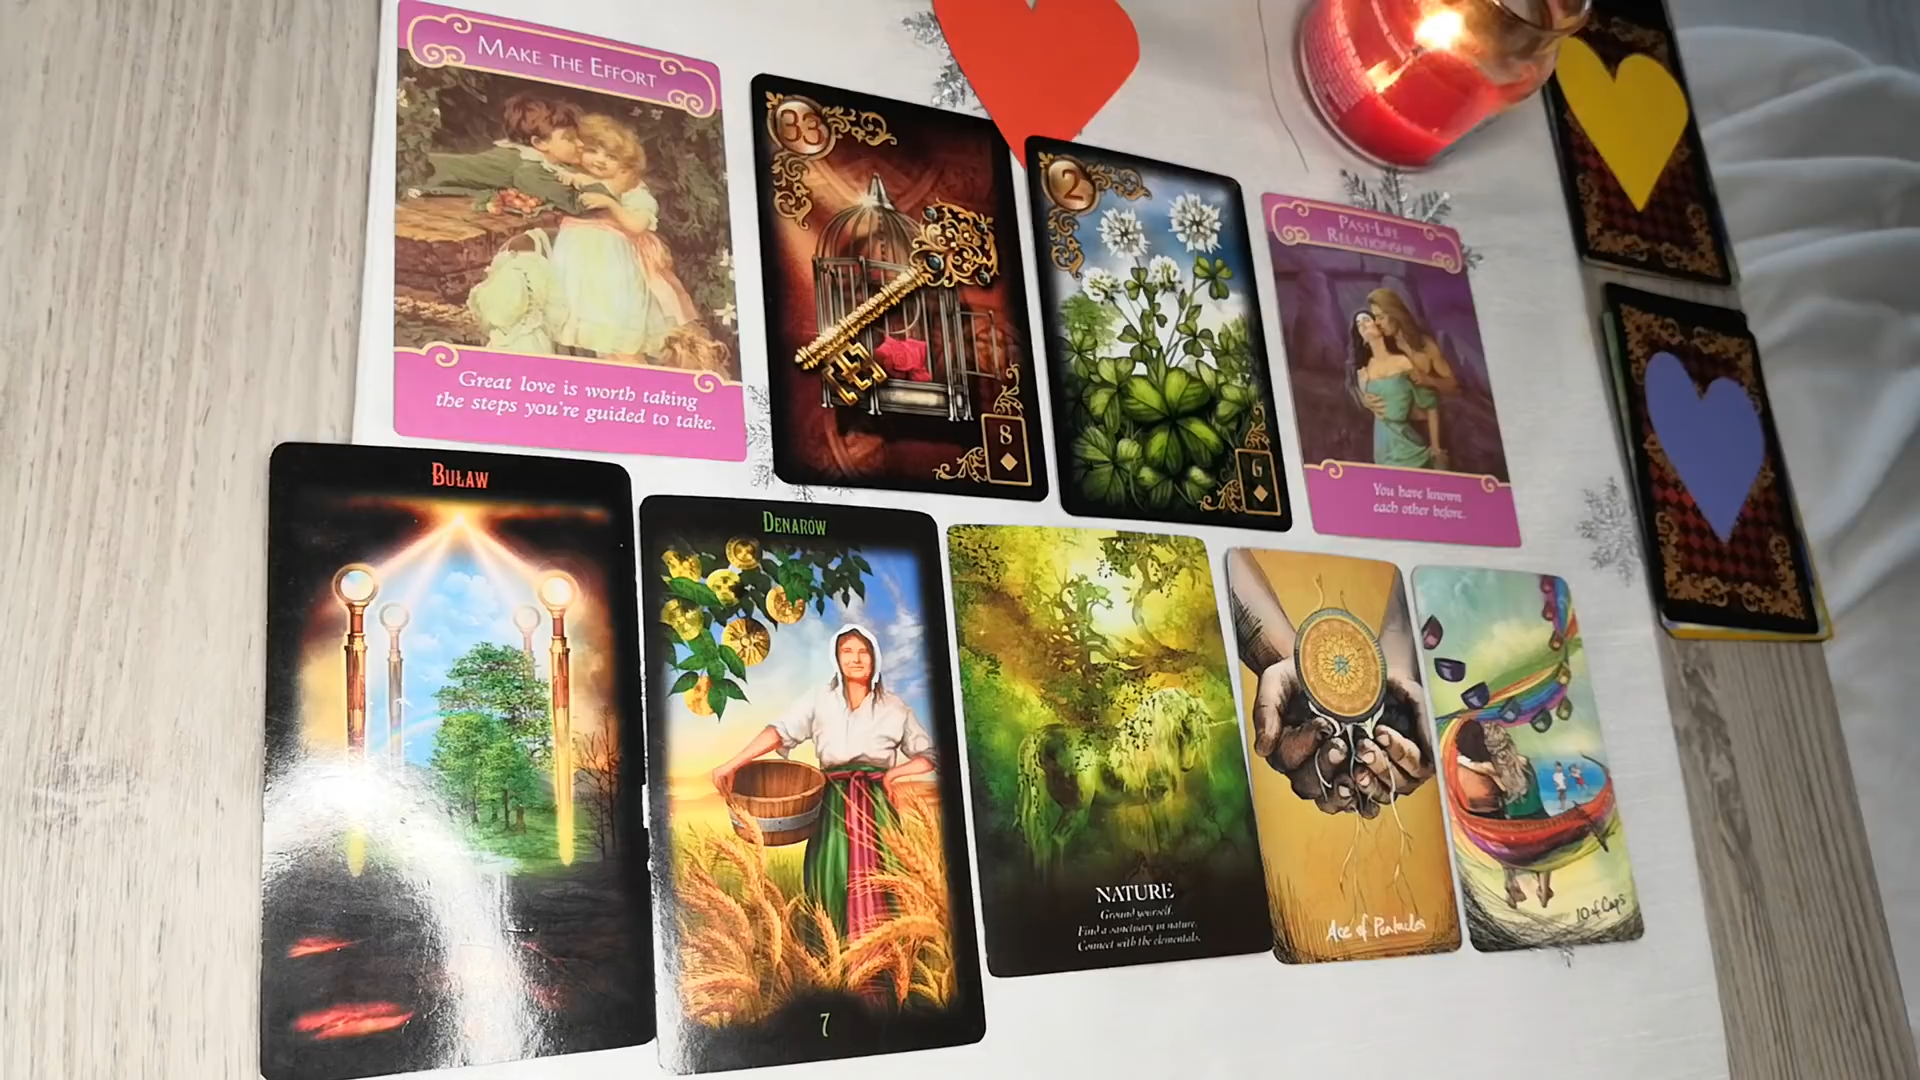 MAKE THE EFFORT
Great love is worth taking
the steps you're guided to take.
33
8
2
6
PAST-LIFE
RELATIONSHIP
You have known
each other before.
BUŁAW
DENARÓW
7
NATURE
Ground yourself.
Find a sanctuary in nature.
Connect with the elementals.
Ace of Pentacles
10 of Cups